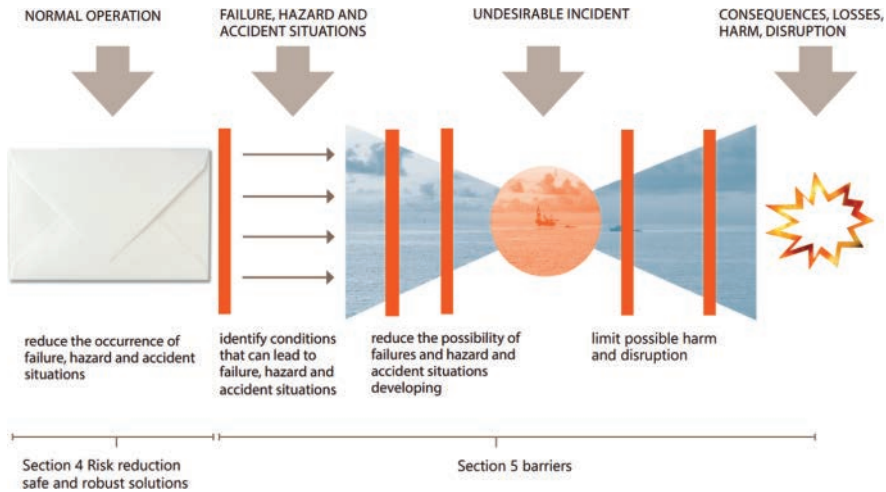 NORMAL OPERATION
FAILURE, HAZARD AND
ACCIDENT SITUATIONS
UNDESIRABLE INCIDENT
CONSEQUENCES, LOSSES,
HARM, DISRUPTION
reduce the occurrence of
failure, hazard and accident
situations
identify conditions
that can lead to
failure, hazard and
accident situations
reduce the possibility of
failures and hazard and
accident situations
developing
limit possible harm
and disruption
Section 4 Risk reduction
safe and robust solutions
Section 5 barriers